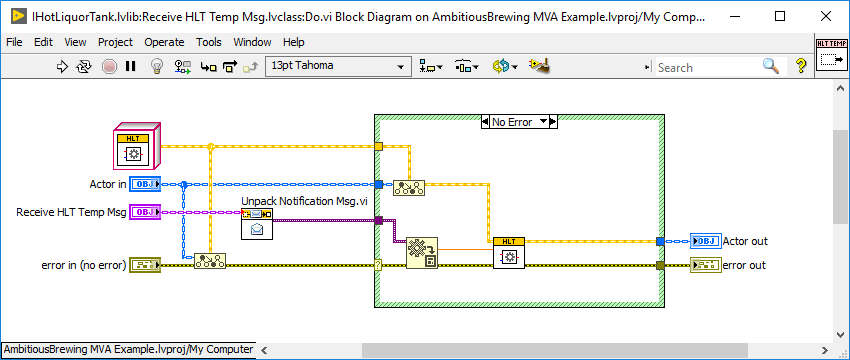 IHotLiquorTank.lvlib:Receive HLT Temp Msg.lvclass:Do.vi Block Diagram on AmbitiousBrewing MVA Example.lvproj/My Compu...
File Edit View Project Operate Tools Window Help
13pt Tahoma
Search
?
HLT TEMP
No Error
HLT
Actor in
OBJ
Unpack Notification Msg.vi
Receive HLT Temp Msg
OBJ
HLT
OBJ
Actor out
error in (no error)
?
error out
AmbitiousBrewing MVA Example.lvproj/My Computer